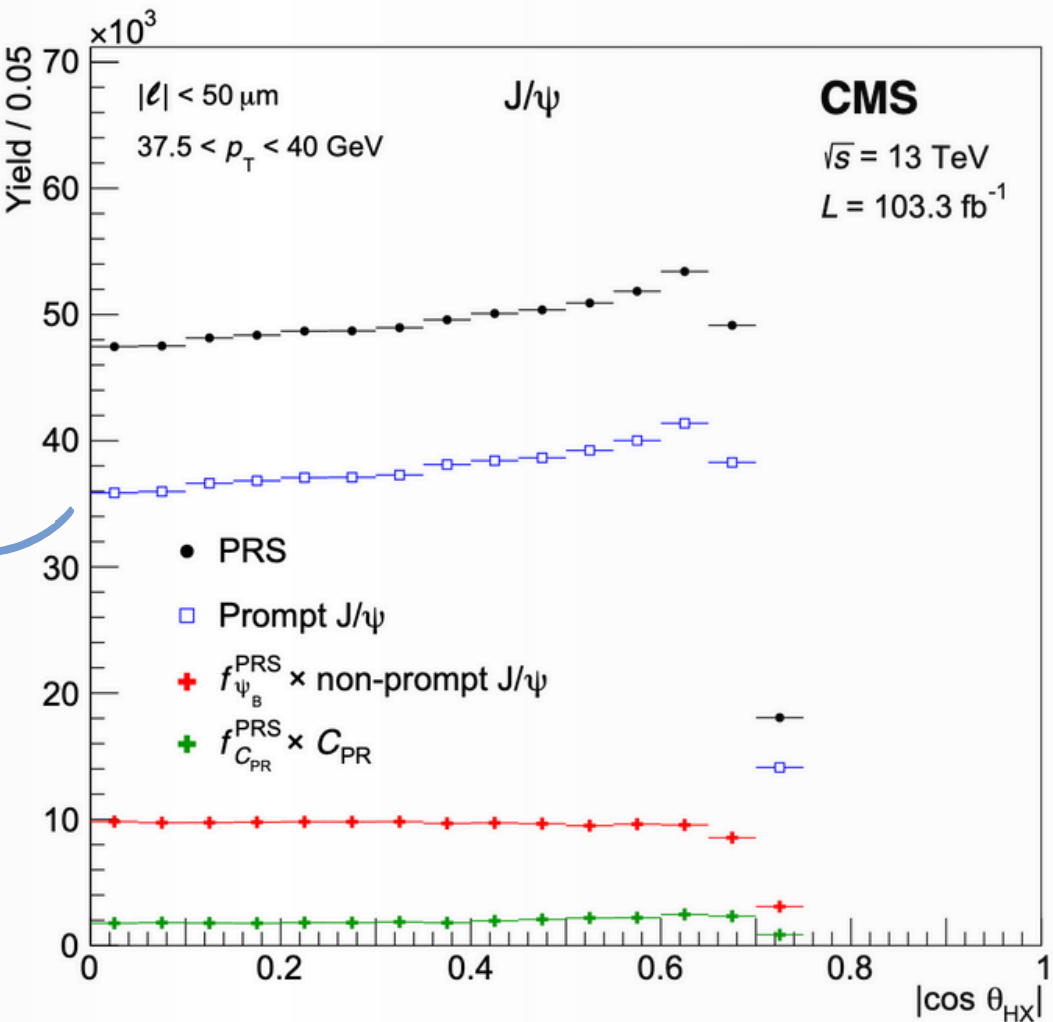 ×10³
Yield / 0.05
70
60
50
40
30
20
10
0
|ℓ| < 50 μm
37.5 < p_T < 40 GeV
J/ψ
CMS
√s = 13 TeV
L = 103.3 fb⁻¹
PRS
Prompt J/ψ
f^PRS_ψ_B × non-prompt J/ψ
f^PRS_C_PR × C_PR
0 0.2 0.4 0.6 0.8 1
|cos θ_HX|